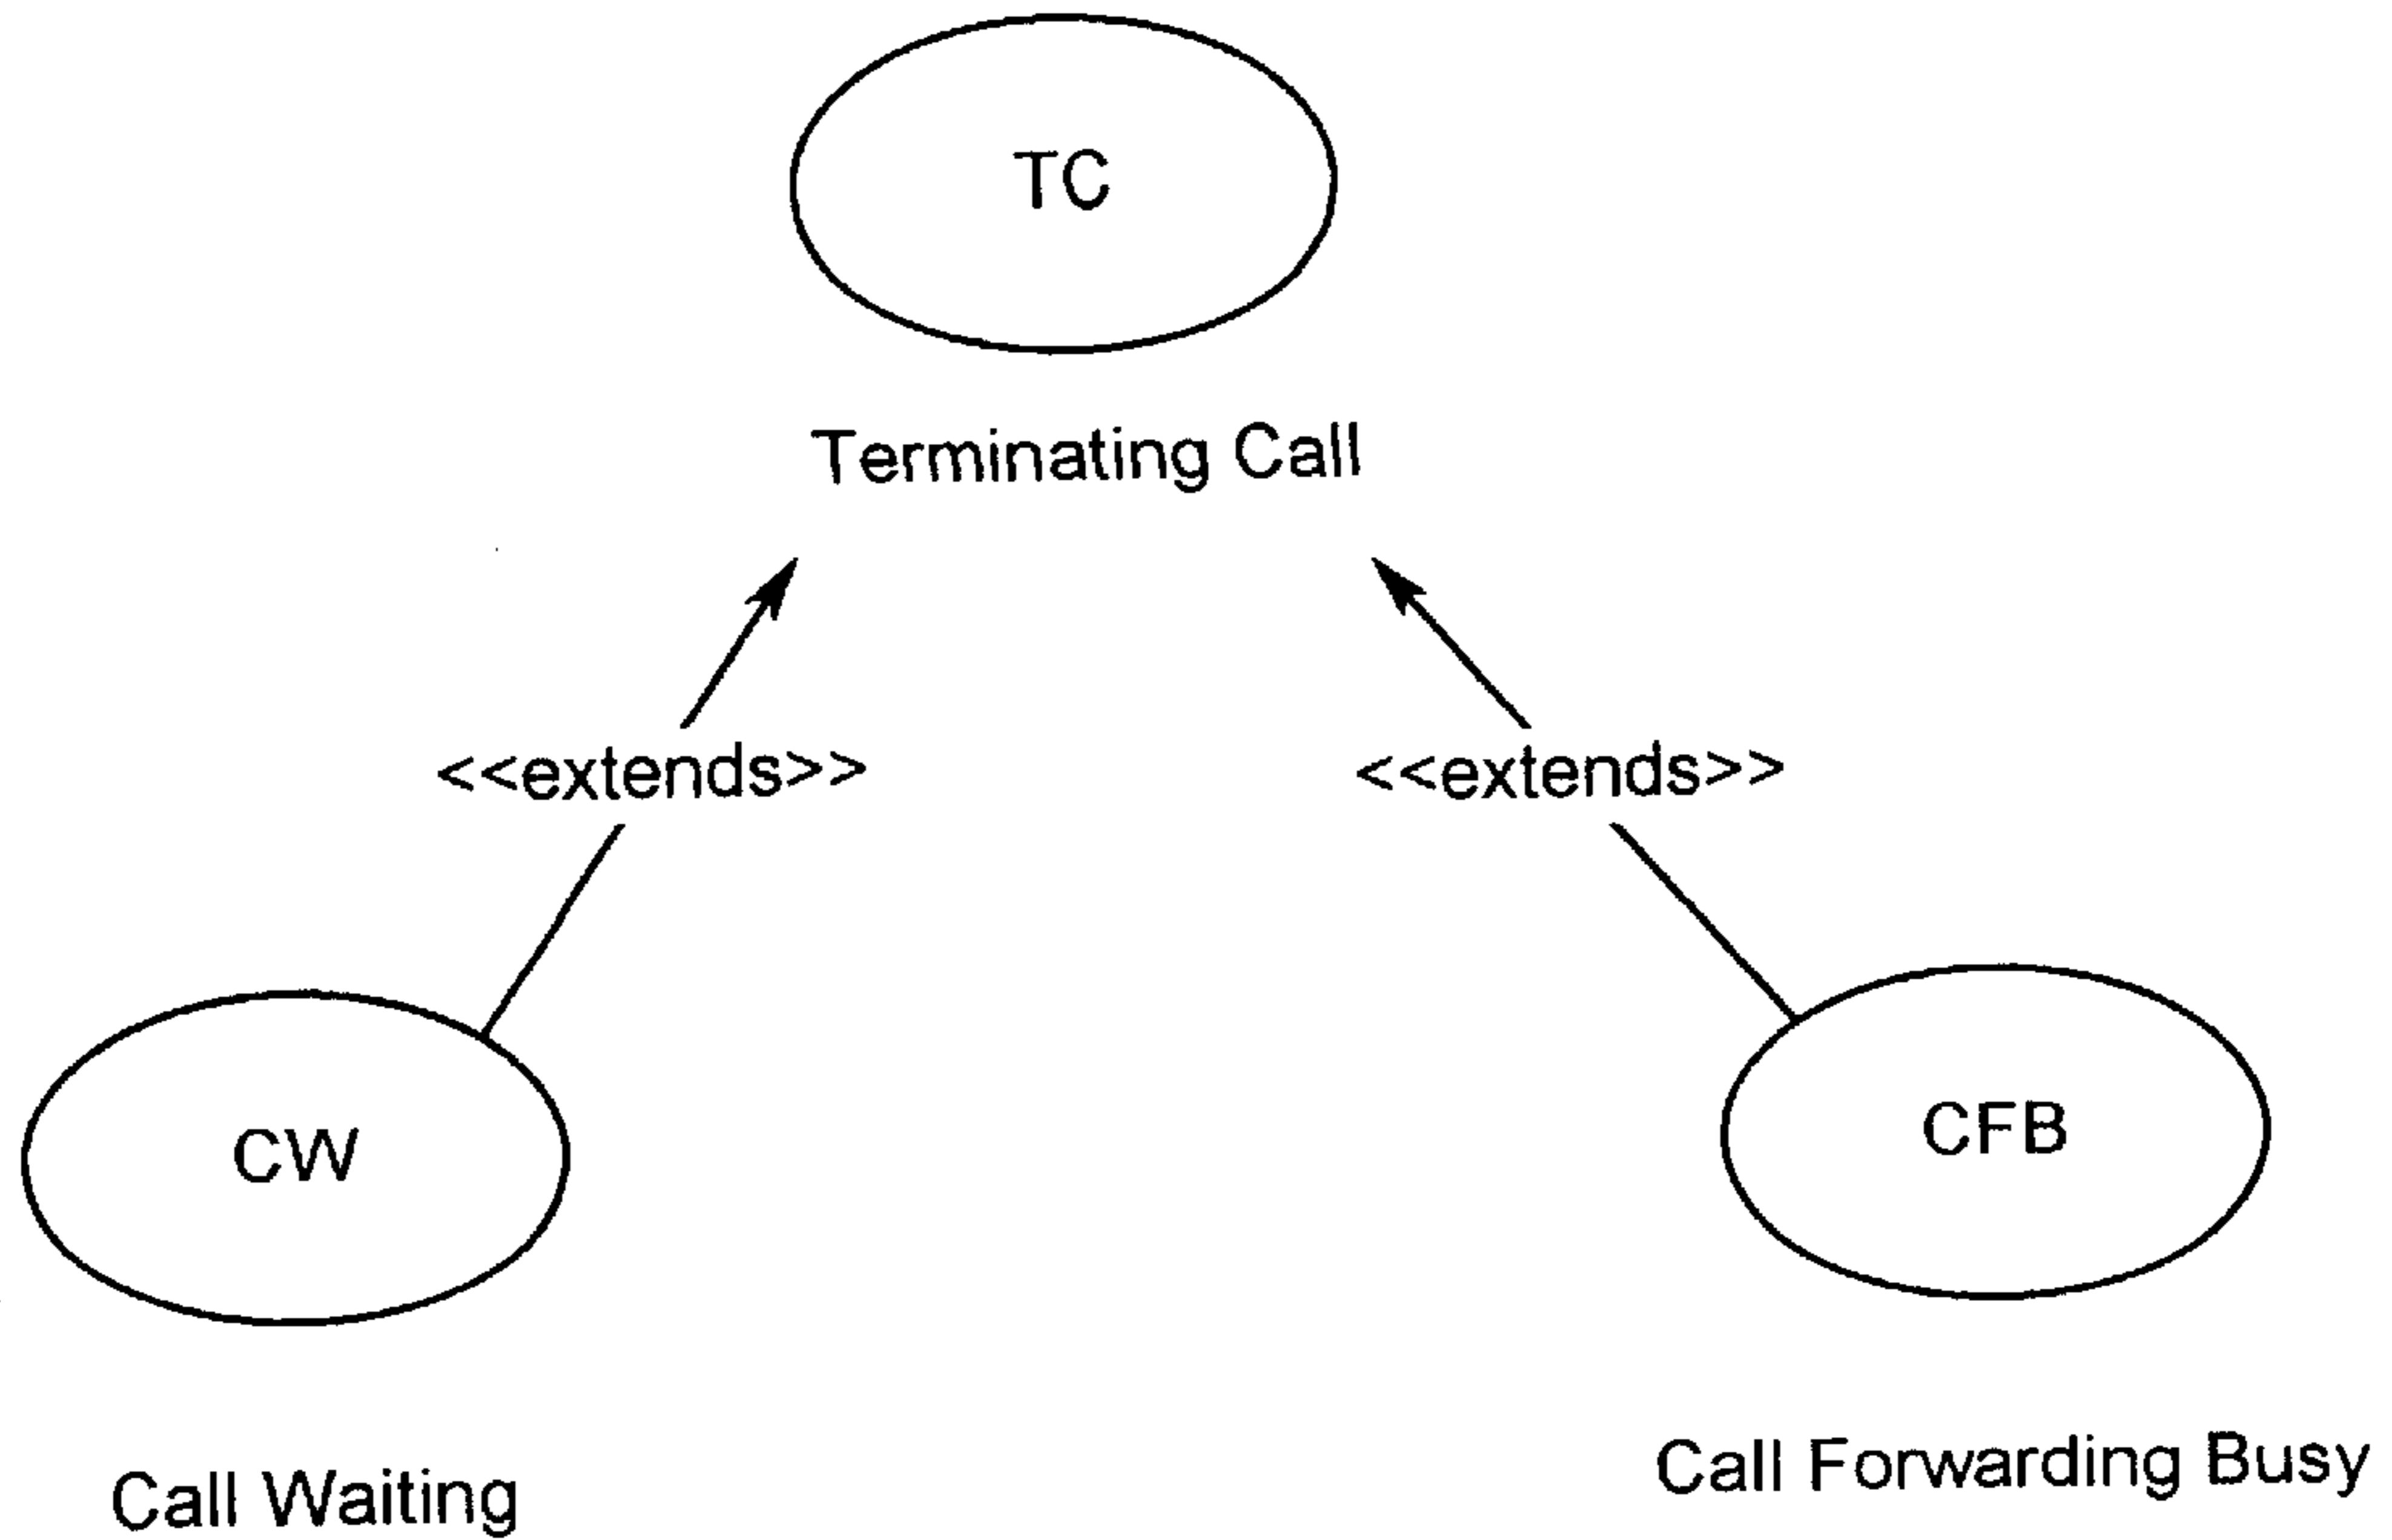 TC
Terminating Call
<<extends>> <<extends>>
CW
CFB
Call Waiting
Call Forwarding Busy